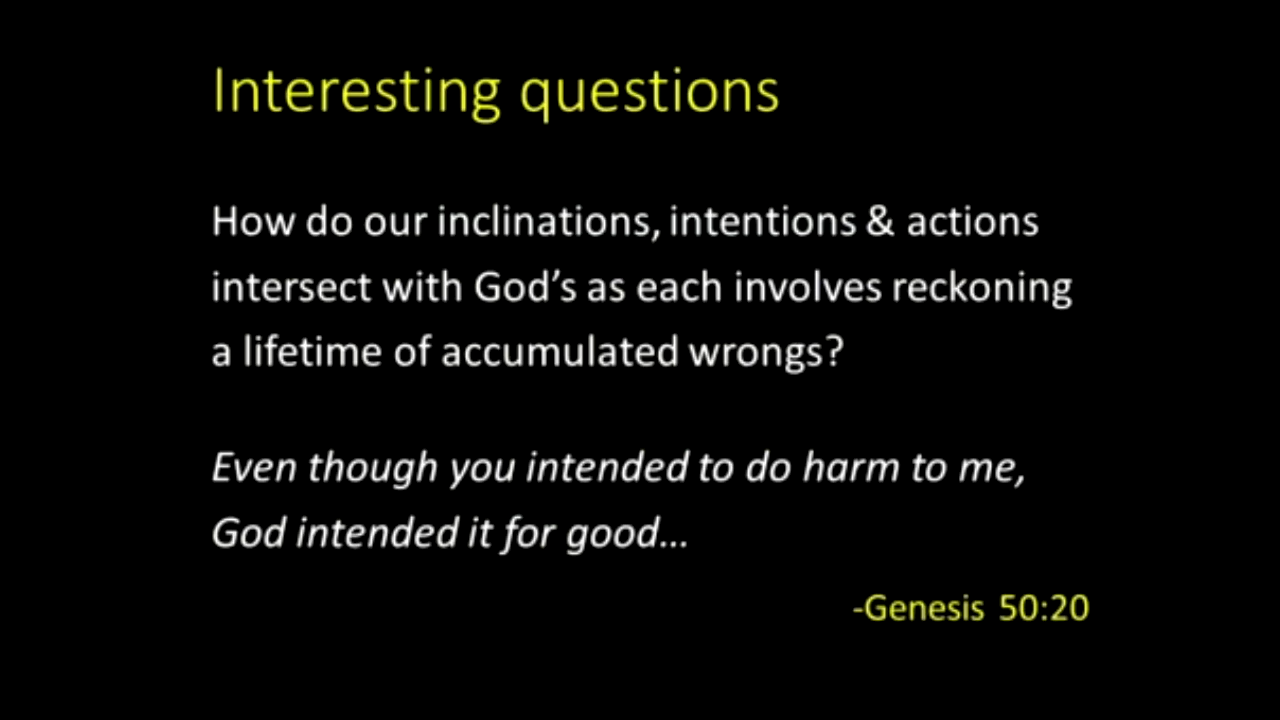 Interesting questions
How do our inclinations, intentions & actions
intersect with God’s as each involves reckoning
a lifetime of accumulated wrongs?
Even though you intended to do harm to me,
God intended it for good…
-Genesis 50:20